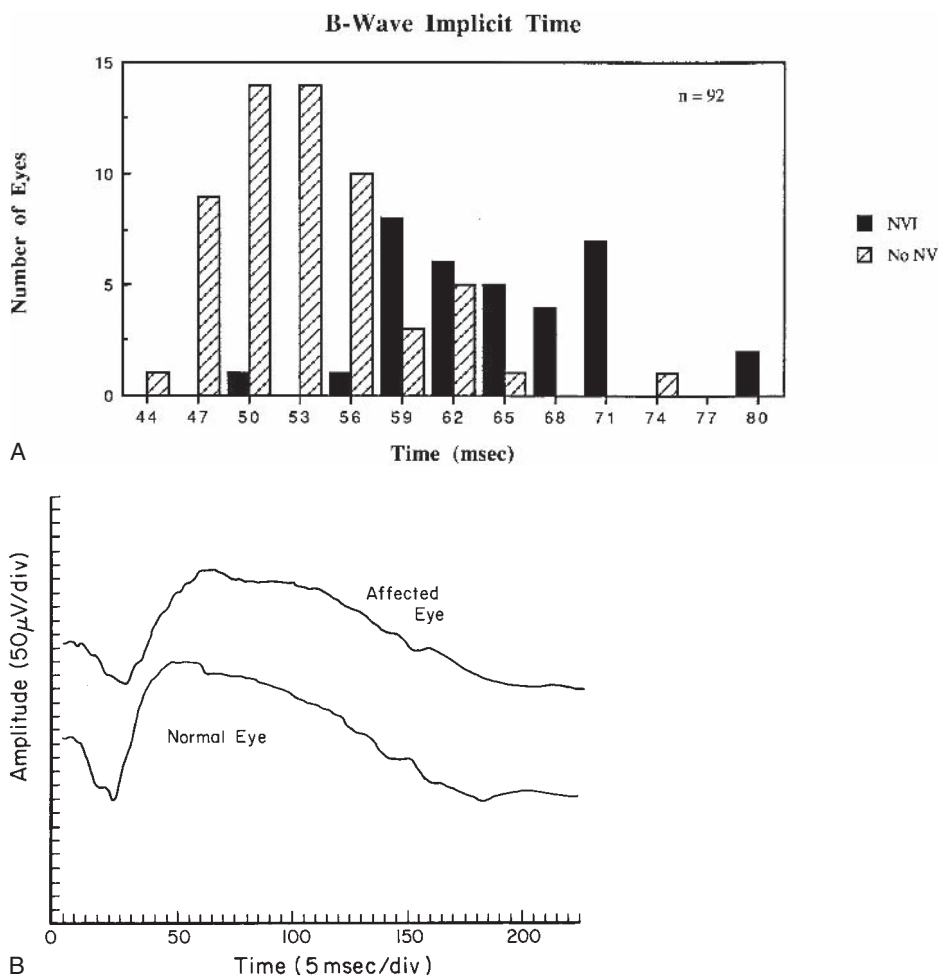 B-Wave Implicit Time
15
n = 92
10
5
0
Number of Eyes
NVI
No NV
44 47 50 53 56 59 62 65 68 71 74 77 80
A
Time (msec)
Amplitude (50μV/div)
Affected
Eye
Normal Eye
0 50 100 150 200
B
Time (5 msec/div)